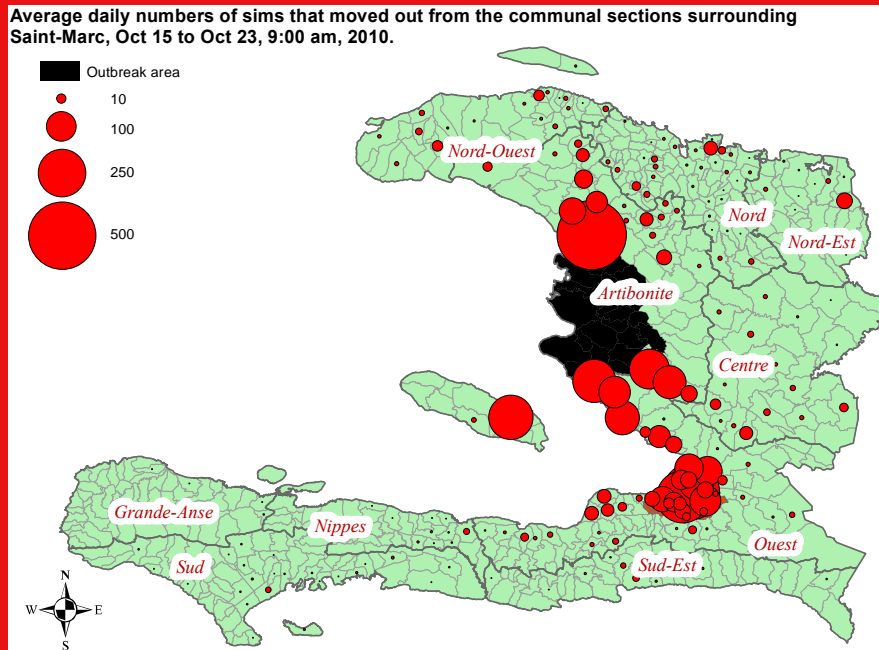 Average daily numbers of sims that moved out from the communal sections surrounding
Saint-Marc, Oct 15 to Oct 23, 9:00 am, 2010.
Outbreak area
10
100
250
500
Nord-Ouest
Nord
Nord-Est
Artibonite
Centre
Grande-Anse
Nippes
Ouest
Sud
Sud-Est
N
W E
S